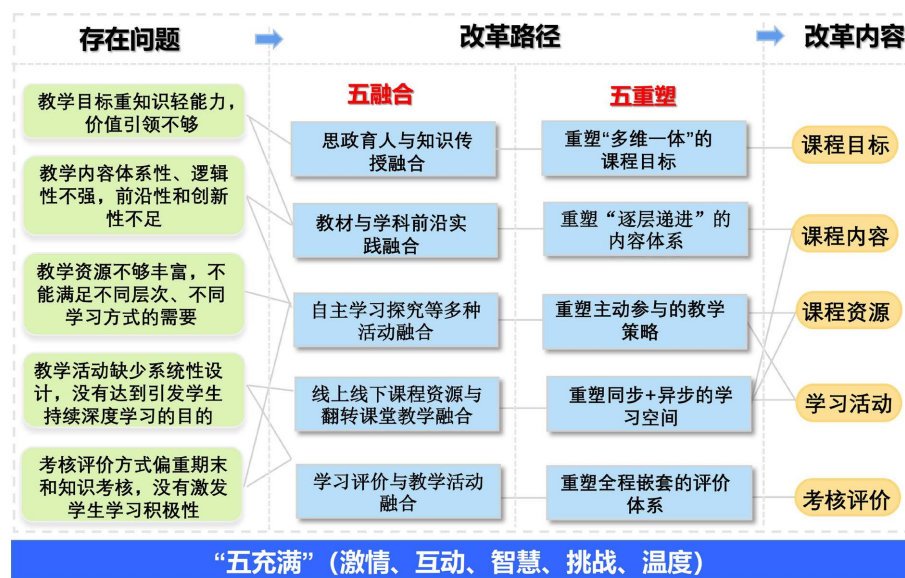 存在问题
改革路径
改革内容
五融合
五重塑
教学目标重知识轻能力，
价值引领不够
教学内容体系性、逻辑
性不强，前沿性和创新
性不足
教学资源不够丰富，不
能满足不同层次、不同
学习方式的需要
教学活动缺少系统性设
计，没有达到引发学生
持续深度学习的目的
考核评价方式偏重期末
和知识考核，没有激发
学生学习积极性
思政育人与知识传
授融合
教材与学科前沿实
践融合
自主学习探究等多种
活动融合
线上线下课程资源与
翻转课堂教学融合
学习评价与教学活动
融合
重塑“多维一体”的
课程目标
重塑“逐层递进”的
内容体系
重塑主动参与的教学
策略
重塑同步+异步的学
习空间
重塑全程嵌套的评价
体系
课程目标
课程内容
课程资源
学习活动
考核评价
“五充满”（激情、互动、智慧、挑战、温度）